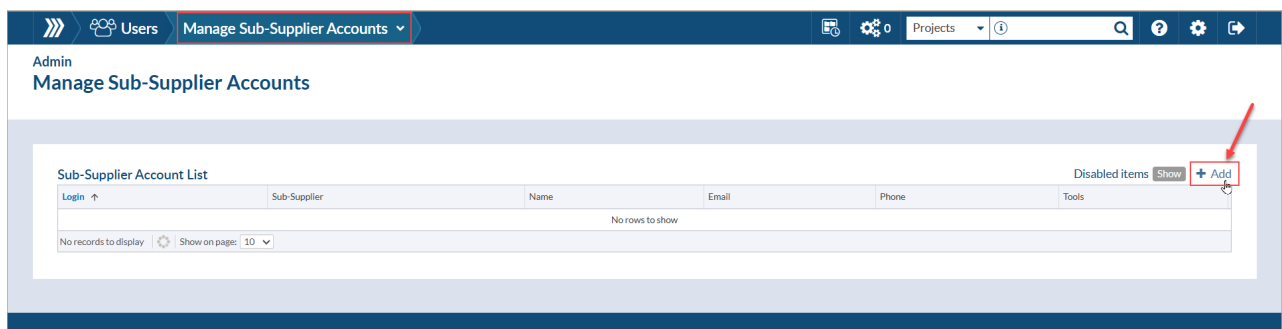 Users Manage Sub-Supplier Accounts 0 Projects
Admin
Manage Sub-Supplier Accounts
Sub-Supplier Account List Disabled items Show + Add
Login ↑ Sub-Supplier Name Email Phone Tools
No rows to show
No records to display Show on page: 10